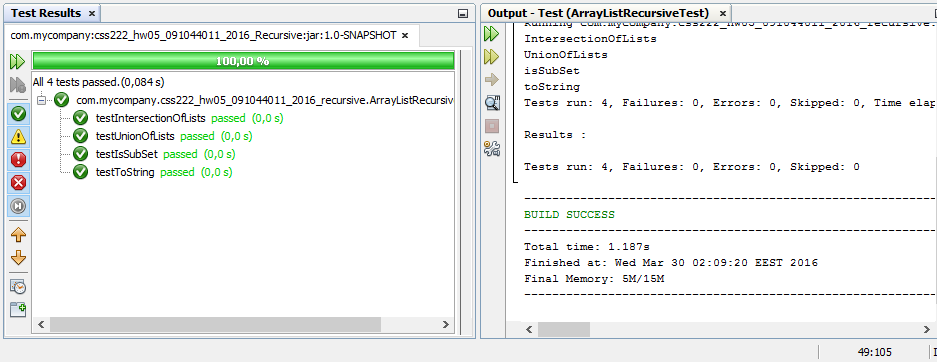 Test Results ×
com.mycompany:css222_hw05_091044011_2016_Recursive:jar:1.0-SNAPSHOT ×
100,00 %
All 4 tests passed.(0,084 s)
com.mycompany.css222_hw05_091044011_2016_recursive.ArrayListRecursive
testIntersectionOfLists passed (0,0 s)
testUnionOfLists passed (0,0 s)
testIsSubSet passed (0,0 s)
testToString passed (0,0 s)
Output - Test (ArrayListRecursiveTest) ×
Running com.mycompany.css222_hw05_091044011_2016_recursive.
IntersectionOfLists
UnionOfLists
isSubSet
toString
Tests run: 4, Failures: 0, Errors: 0, Skipped: 0, Time elap
Results :
Tests run: 4, Failures: 0, Errors: 0, Skipped: 0
------------------------------------------------------------------------
BUILD SUCCESS
------------------------------------------------------------------------
Total time: 1.187s
Finished at: Wed Mar 30 02:09:20 EEST 2016
Final Memory: 5M/15M
------------------------------------------------------------------------
49:105